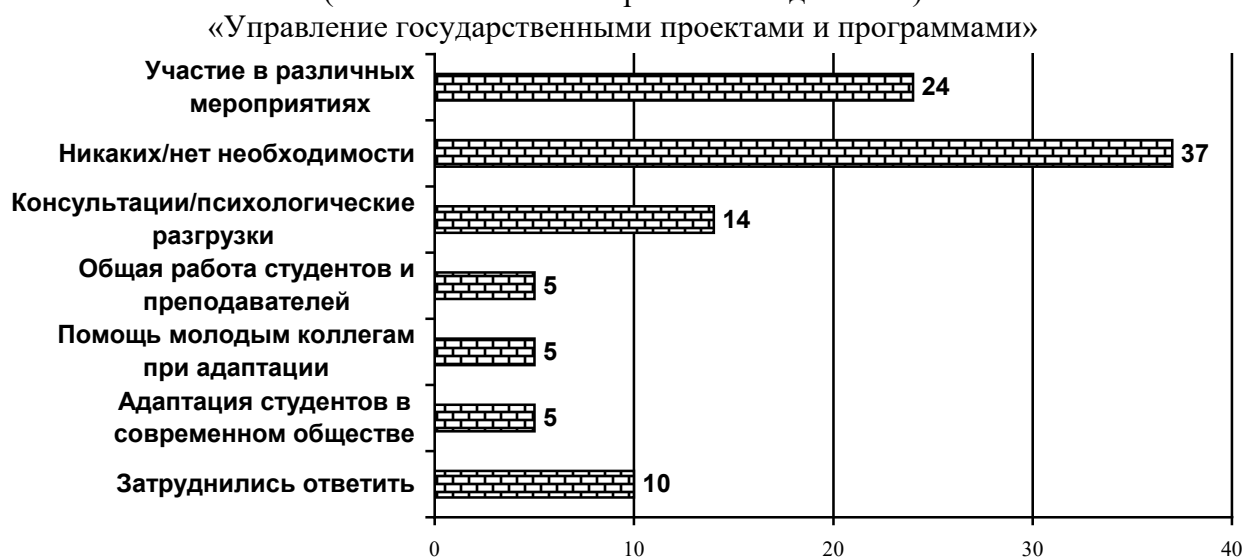 «Управление государственными проектами и программами»
Участие в различных
мероприятиях
24
Никаких/нет необходимости
37
Консультации/психологические
разгрузки
14
Общая работа студентов и
преподавателей
5
Помощь молодым коллегам
при адаптации
5
Адаптация студентов в
современном обществе
5
Затруднились ответить
10
0 10 20 30 40